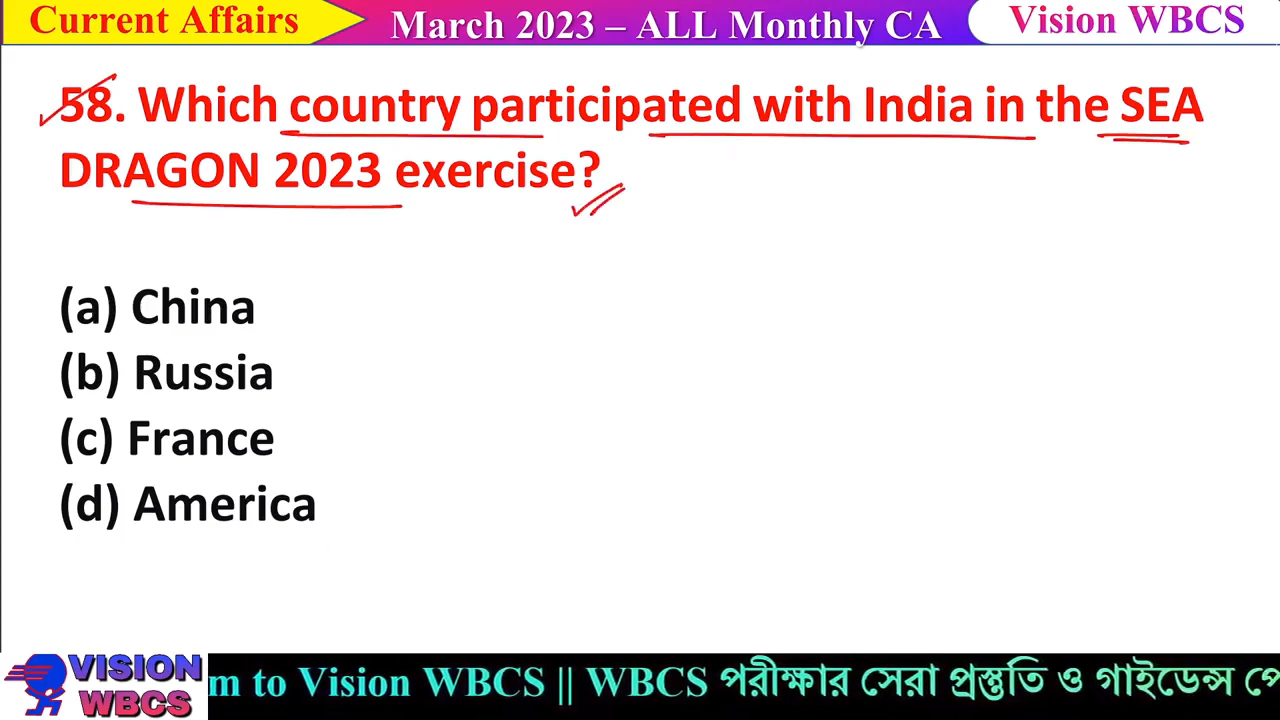 Current Affairs
March 2023 – ALL Monthly CA
Vision WBCS
58. Which country participated with India in the SEA
DRAGON 2023 exercise?
(a) China
(b) Russia
(c) France
(d) America
VISION
WBCS
m to Vision WBCS || WBCS পরীক্ষার সেরা প্রস্তুতি ও গাইডেন্স পে